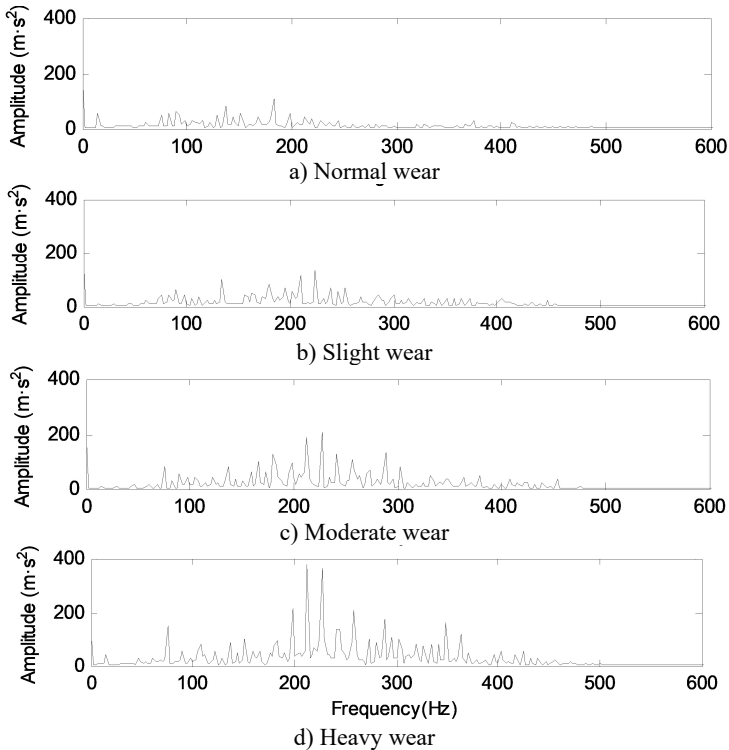 400
200
0
Amplitude (m·s²)
0 100 200 300 400 500 600
a) Normal wear
400
200
0
Amplitude (m·s²)
0 100 200 300 400 500 600
b) Slight wear
400
200
0
Amplitude (m·s²)
0 100 200 300 400 500 600
c) Moderate wear
400
200
0
Amplitude (m·s²)
0 100 200 300 400 500 600
Frequency(Hz)
d) Heavy wear